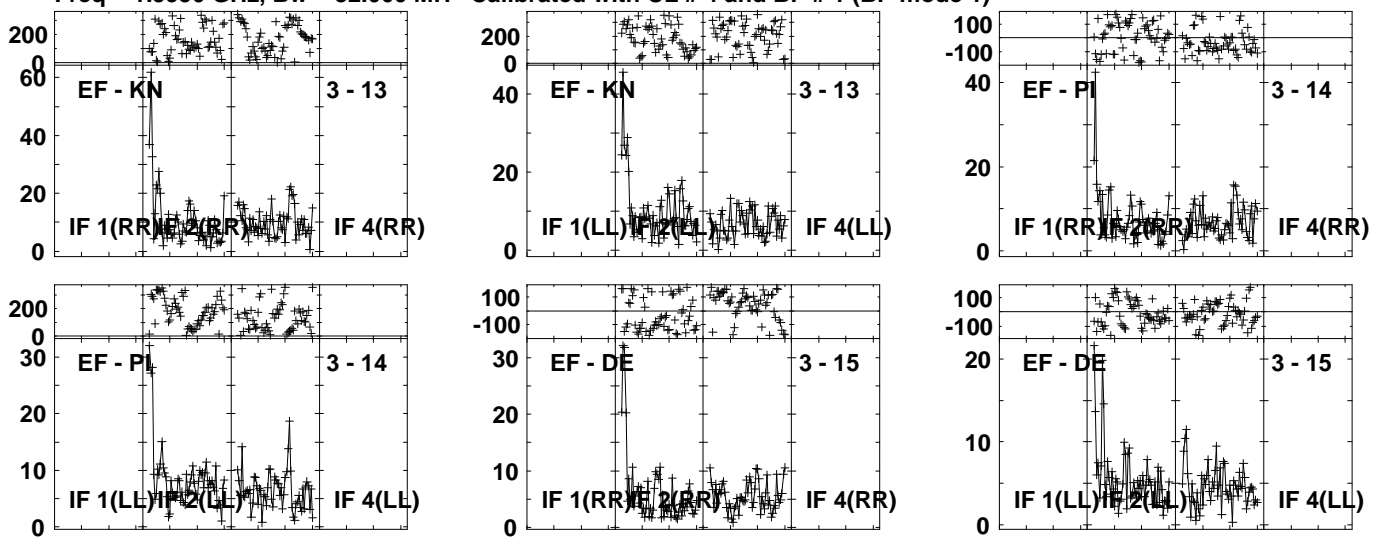 200
0
60
40
20
0
EF - KN
3 - 13
IF 1(RR)
IF 2(RR)
IF 4(RR)
200
0
40
20
0
EF - KN
3 - 13
IF 1(LL)
IF 2(LL)
IF 4(LL)
100
-100
40
20
0
EF - PI
3 - 14
IF 1(RR)
IF 2(RR)
IF 4(RR)
200
0
30
20
10
0
EF - PI
3 - 14
IF 1(LL)
IF 2(LL)
IF 4(LL)
100
-100
30
20
10
0
EF - DE
3 - 15
IF 1(RR)
IF 2(RR)
IF 4(RR)
100
-100
20
10
0
EF - DE
3 - 15
IF 1(LL)
IF 2(LL)
IF 4(LL)